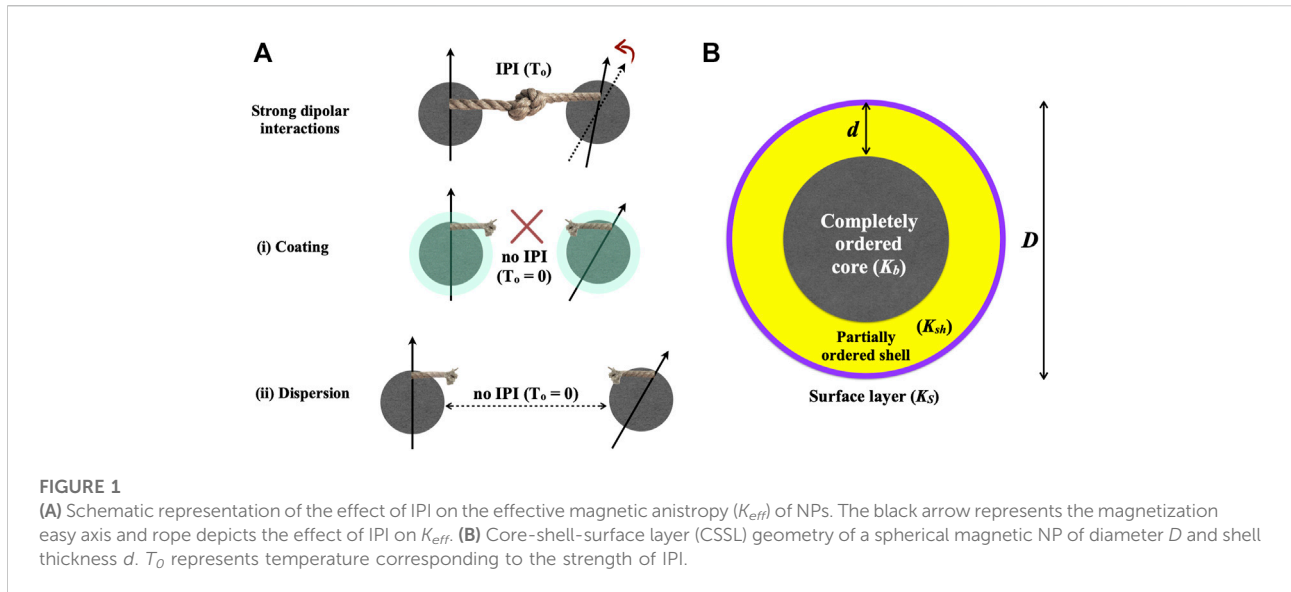 A
Strong dipolar
interactions
IPI (Tₒ)
(i) Coating
no IPI
(Tₒ = 0)
(ii) Dispersion
no IPI (Tₒ = 0)
B
d
Completely
ordered
core (K_b)
(K_sh)
Partially
ordered shell
Surface layer (K_S)
D
FIGURE 1
(A) Schematic representation of the effect of IPI on the effective magnetic anistropy (K_eff) of NPs. The black arrow represents the magnetization
easy axis and rope depicts the effect of IPI on K_eff. (B) Core-shell-surface layer (CSSL) geometry of a spherical magnetic NP of diameter D and shell
thickness d. T₀ represents temperature corresponding to the strength of IPI.